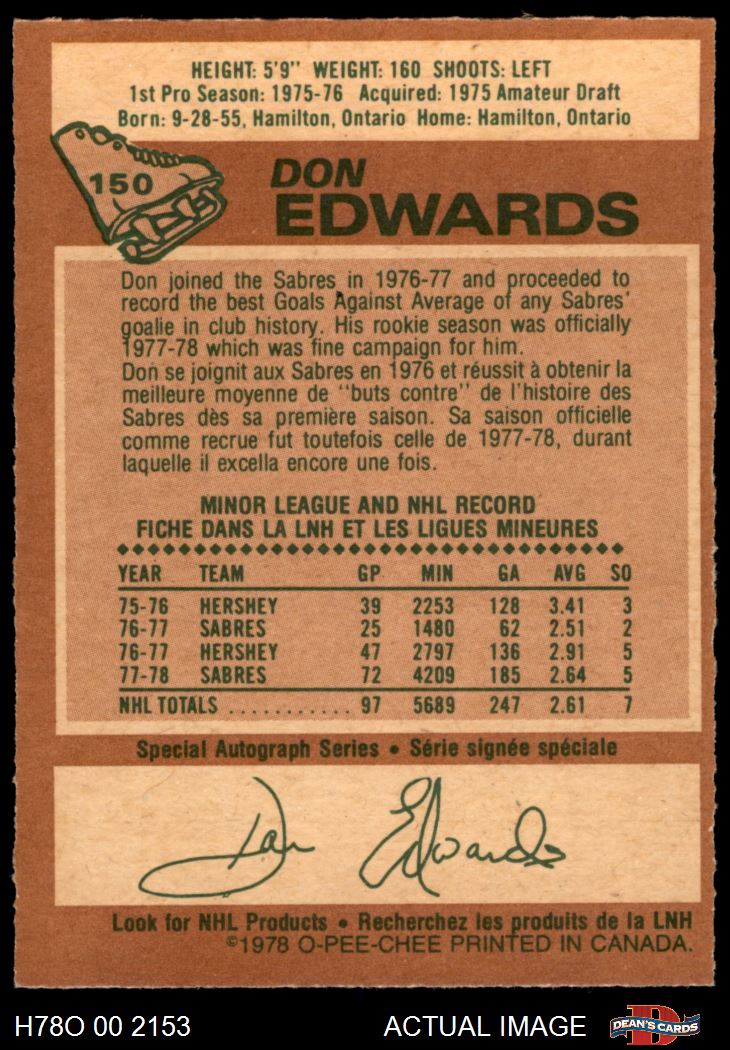 HEIGHT: 5'9" WEIGHT: 160 SHOOTS: LEFT
1st Pro Season: 1975-76 Acquired: 1975 Amateur Draft
Born: 9-28-55, Hamilton, Ontario Home: Hamilton, Ontario
150
DON
EDWARDS
Don joined the Sabres in 1976-77 and proceeded to
record the best Goals Against Average of any Sabres'
goalie in club history. His rookie season was officially
1977-78 which was fine campaign for him.
Don se joignit aux Sabres en 1976 et réussit à obtenir la
meilleure moyenne de "buts contre" de l'histoire des
Sabres dès sa première saison. Sa saison officielle
comme recrue fut toutefois celle de 1977-78, durant
laquelle il excella encore une fois.
MINOR LEAGUE AND NHL RECORD
FICHE DANS LA LNH ET LES LIGUES MINEURES
YEAR TEAM GP MIN GA AVG SO
75-76 HERSHEY 39 2253 128 3.41 3
76-77 SABRES 25 1480 62 2.51 2
76-77 HERSHEY 47 2797 136 2.91 5
77-78 SABRES 72 4209 185 2.64 5
NHL TOTALS ........... 97 5689 247 2.61 7
Special Autograph Series • Série signée spéciale
Don Edwards
Look for NHL Products • Recherchez les produits de la LNH
©1978 O-PEE-CHEE PRINTED IN CANADA.
H78O 00 2153 ACTUAL IMAGE D DEAN'S CARDS